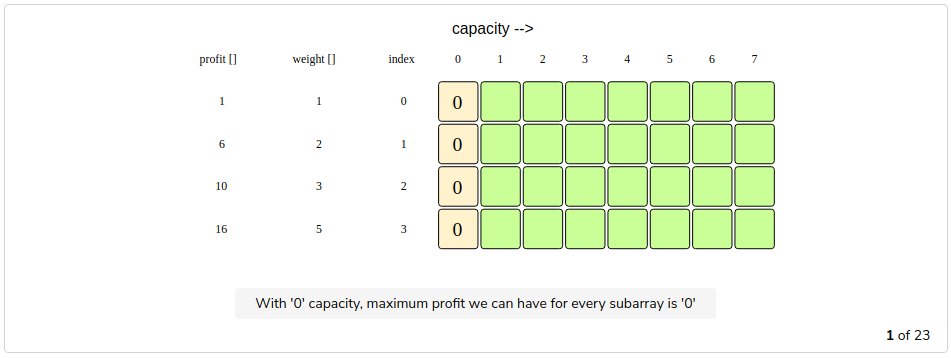 capacity -->
profit [] weight [] index 0 1 2 3 4 5 6 7
1 1 0 0
6 2 1 0
10 3 2 0
16 5 3 0
With '0' capacity, maximum profit we can have for every subarray is '0'
1 of 23